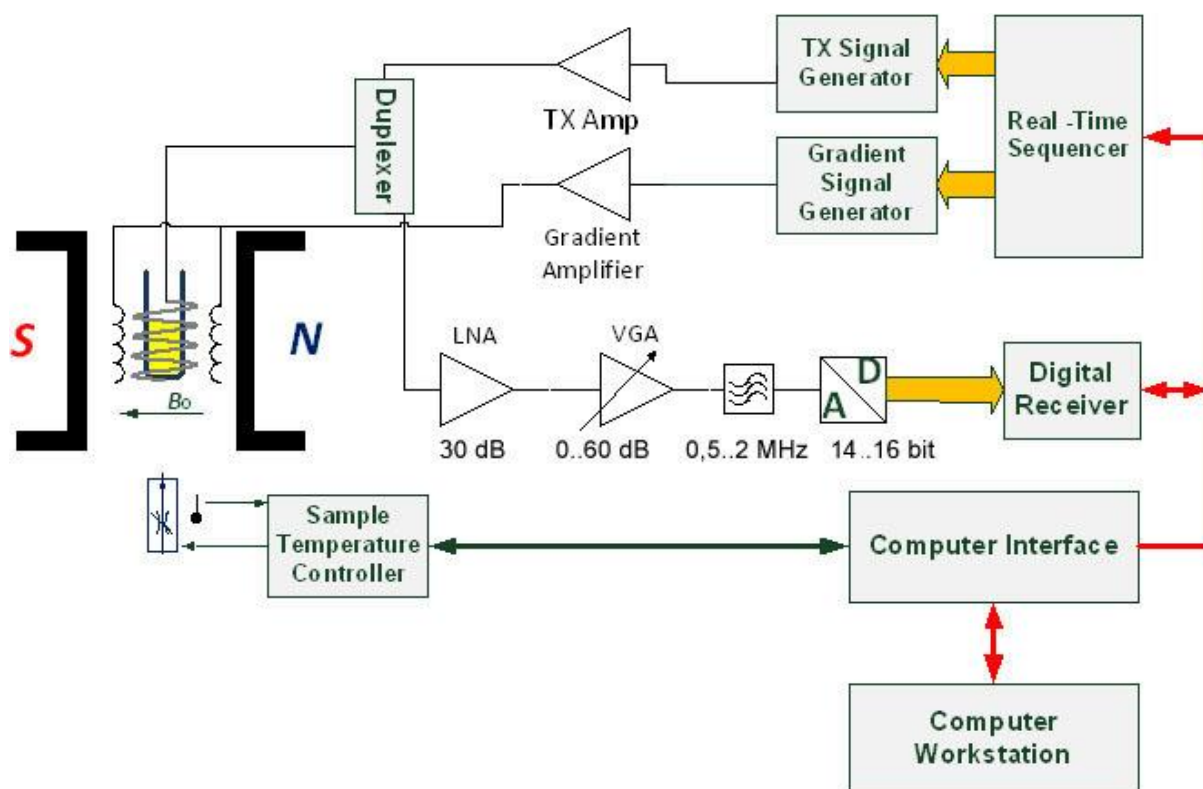 TX Signal
Generator
Real -Time
Sequencer
Duplexer
TX Amp
Gradient
Signal
Generator
Gradient
Amplifier
S
N
B0
LNA
VGA
D
A
Digital
Receiver
30 dB
0..60 dB
0,5..2 MHz
14..16 bit
Sample
Temperature
Controller
Computer Interface
Computer
Workstation